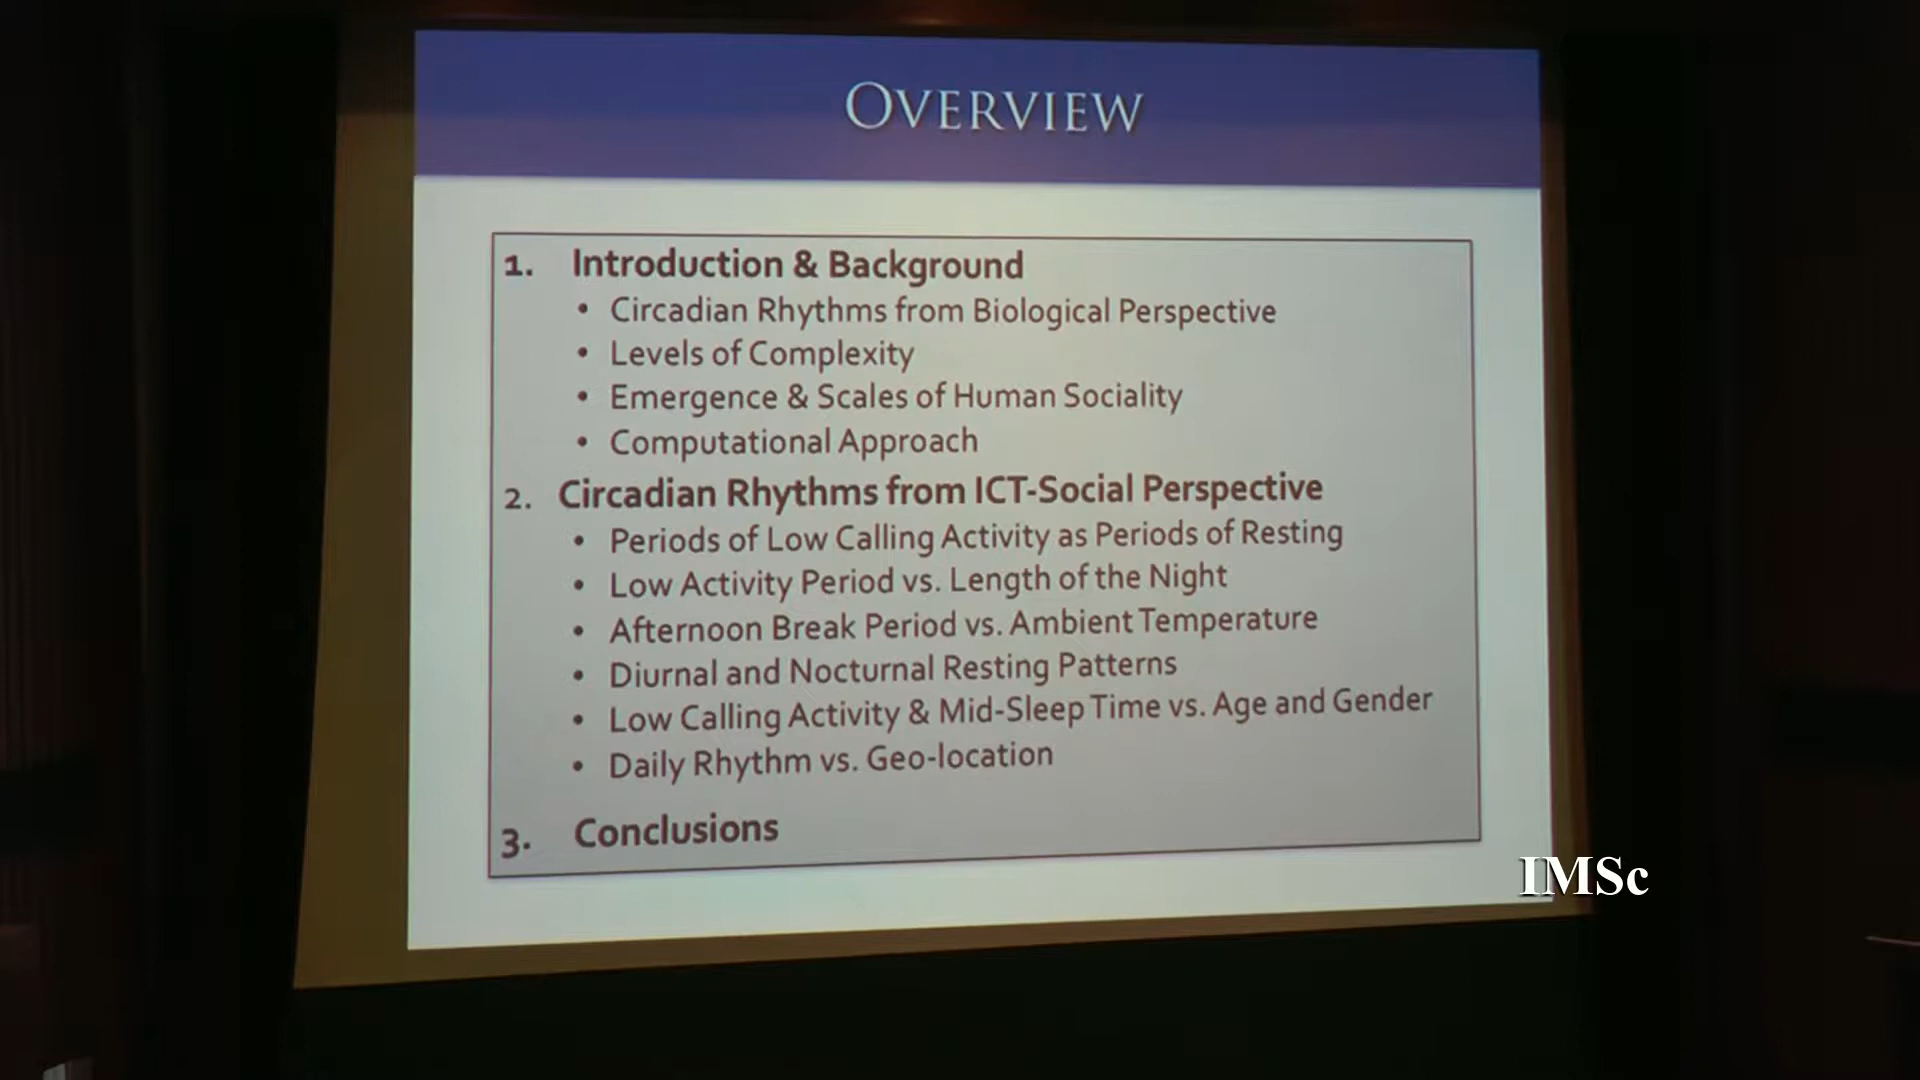 OVERVIEW
1. Introduction & Background
• Circadian Rhythms from Biological Perspective
• Levels of Complexity
• Emergence & Scales of Human Sociality
• Computational Approach
2. Circadian Rhythms from ICT-Social Perspective
• Periods of Low Calling Activity as Periods of Resting
• Low Activity Period vs. Length of the Night
• Afternoon Break Period vs. Ambient Temperature
• Diurnal and Nocturnal Resting Patterns
• Low Calling Activity & Mid-Sleep Time vs. Age and Gender
• Daily Rhythm vs. Geo-location
3. Conclusions
IMSc